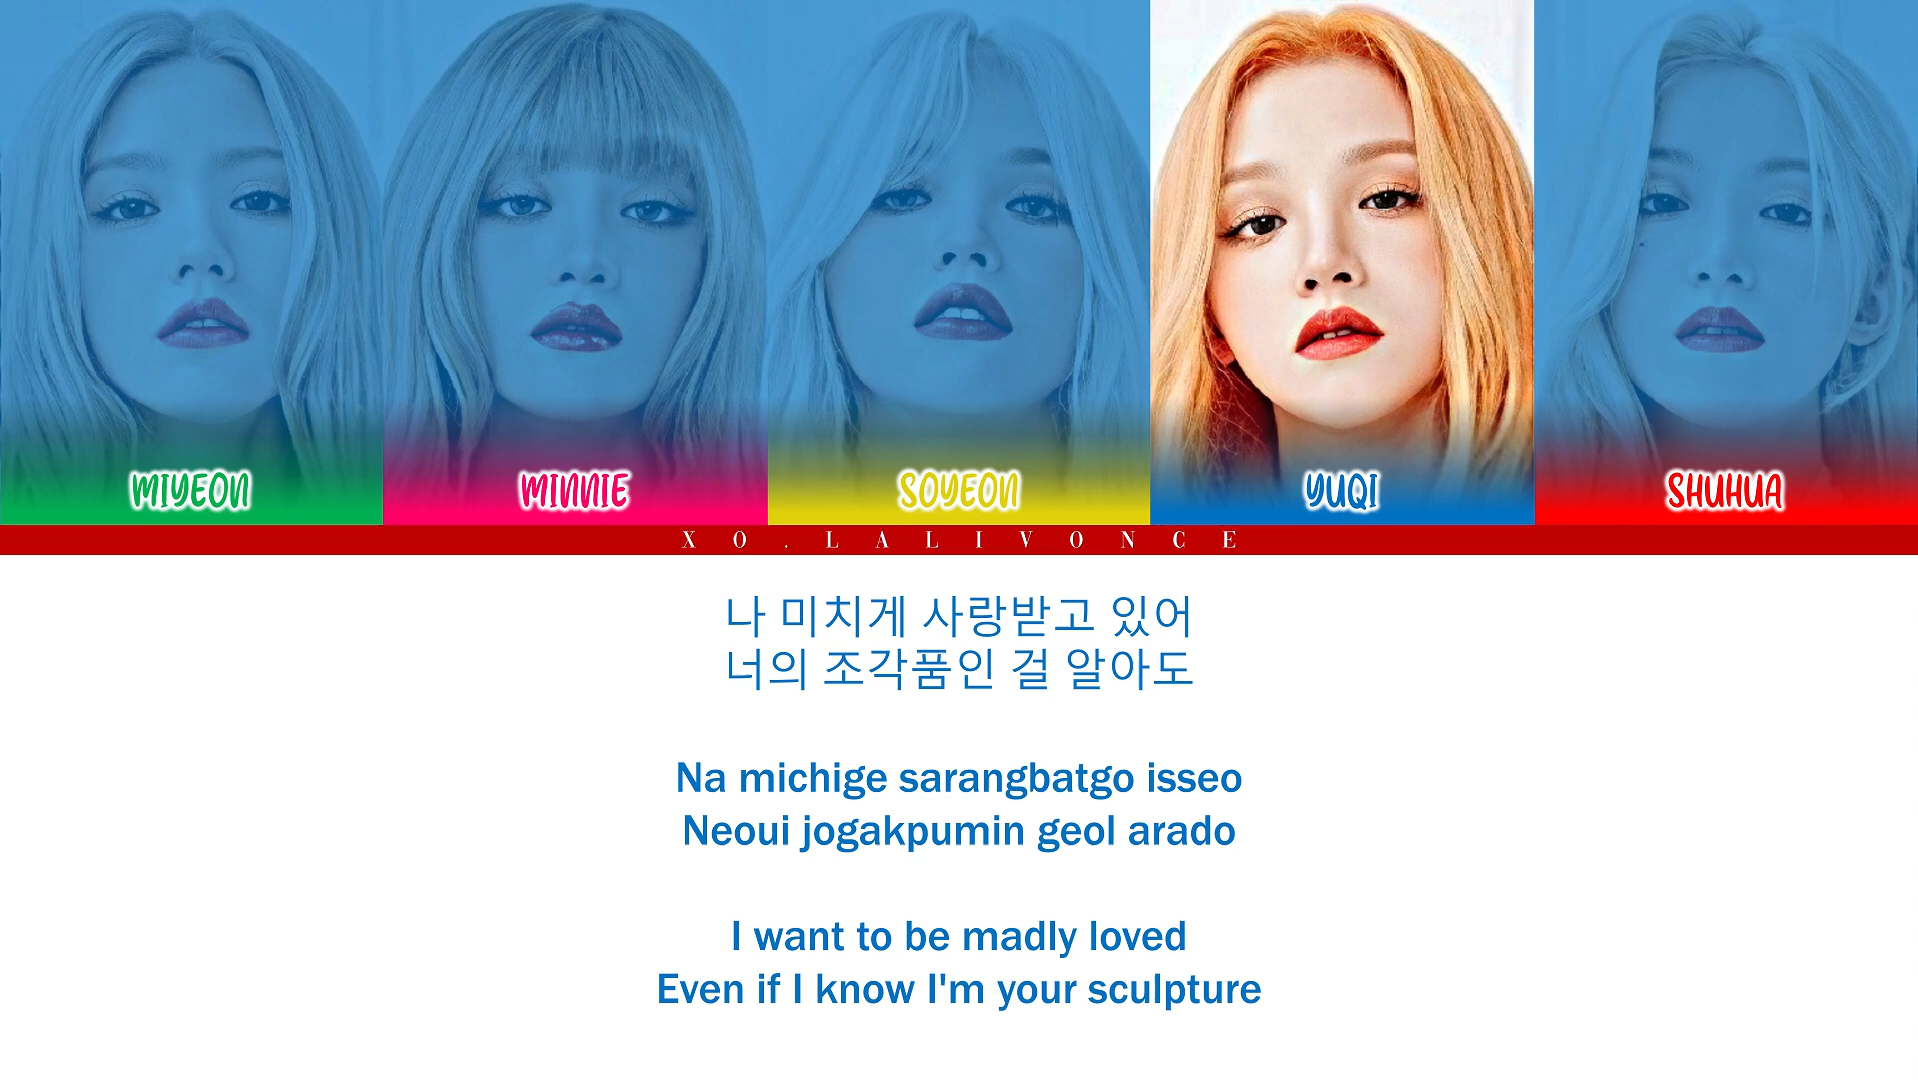 MIYEON
MINNIE
SOYEON
YUQI
SHUHUA
XO.LALIVONCE
나 미치게 사랑받고 있어
너의 조각품인 걸 알아도
Na michige sarangbatgo isseo
Neoui jogakpumin geol arado
I want to be madly loved
Even if I know I'm your sculpture